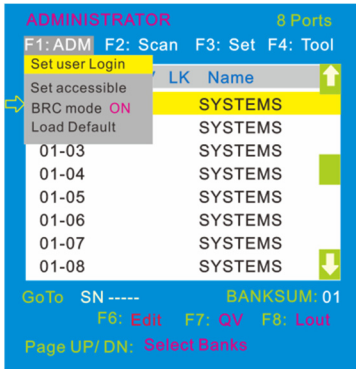 ADMINISTRATOR 8 Ports
F1: ADM F2: Scan F3: Set F4: Tool
Set user Login
LK Name
Set accessible
SYSTEMS
BRC mode ON
Load Default SYSTEMS
01-03 SYSTEMS
01-04 SYSTEMS
01-05 SYSTEMS
01-06 SYSTEMS
01-07 SYSTEMS
01-08 SYSTEMS
GoTo SN ----- BANKSUM: 01
F6: Edit F7: QV F8: Lout
Page UP/ DN: Select Banks